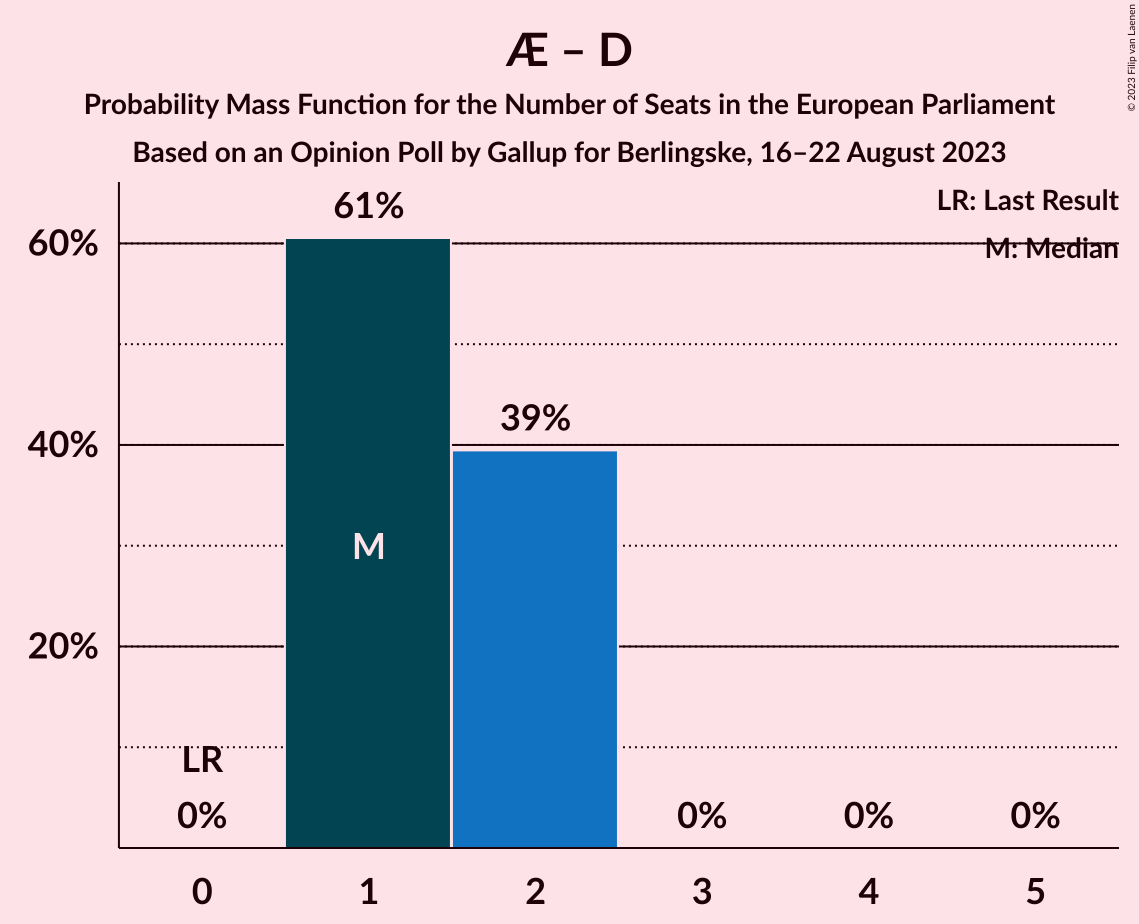 Æ – D
Probability Mass Function for the Number of Seats in the European Parliament
Based on an Opinion Poll by Gallup for Berlingske, 16–22 August 2023
© 2023 Filip van Laenen
LR: Last Result
M: Median
60%
40%
20%
61%
39%
M
LR
0%
0%
0%
0%
0
1
2
3
4
5